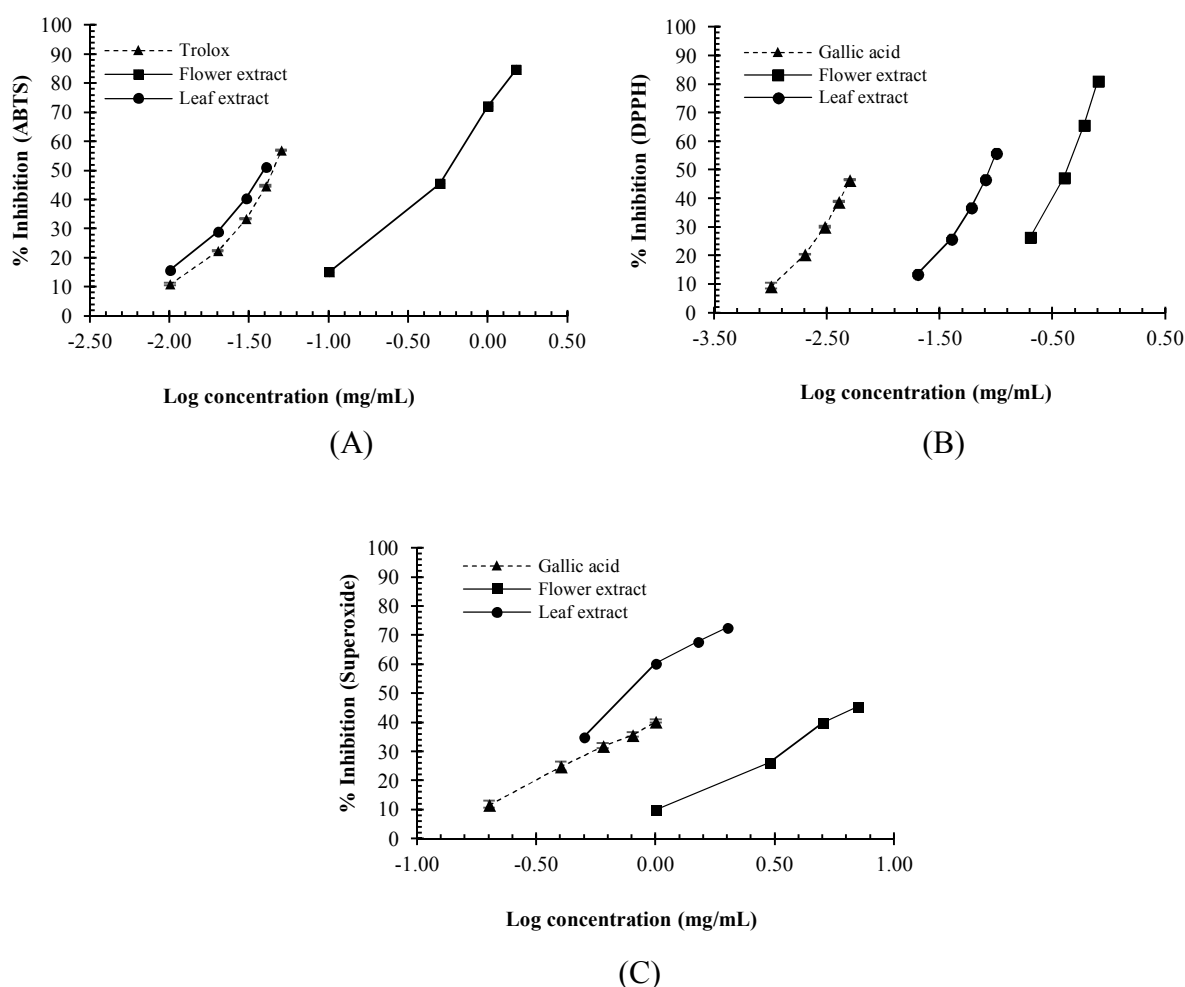 % Inhibition (ABTS)
100
90
80
70
60
50
40
30
20
10
0
Trolox
Flower extract
Leaf extract
-2.50 -2.00 -1.50 -1.00 -0.50 0.00 0.50
Log concentration (mg/mL)
(A)
% Inhibition (DPPH)
100
90
80
70
60
50
40
30
20
10
0
Gallic acid
Flower extract
Leaf extract
-3.50 -2.50 -1.50 -0.50 0.50
Log concentration (mg/mL)
(B)
% Inhibition (Superoxide)
100
90
80
70
60
50
40
30
20
10
0
Gallic acid
Flower extract
Leaf extract
-1.00 -0.50 0.00 0.50 1.00
Log concentration (mg/mL)
(C)